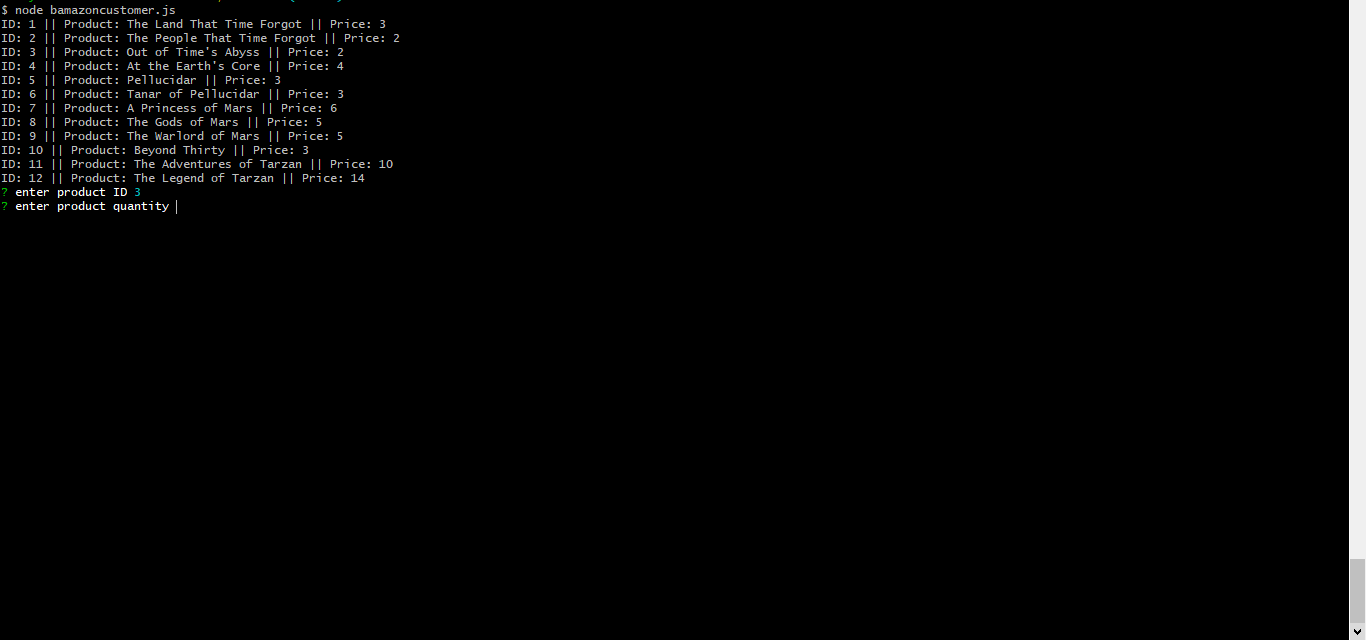 $ node bamazoncustomer.js
ID: 1 || Product: The Land That Time Forgot || Price: 3
ID: 2 || Product: The People That Time Forgot || Price: 2
ID: 3 || Product: Out of Time's Abyss || Price: 2
ID: 4 || Product: At the Earth's Core || Price: 4
ID: 5 || Product: Pellucidar || Price: 3
ID: 6 || Product: Tanar of Pellucidar || Price: 3
ID: 7 || Product: A Princess of Mars || Price: 6
ID: 8 || Product: The Gods of Mars || Price: 5
ID: 9 || Product: The Warlord of Mars || Price: 5
ID: 10 || Product: Beyond Thirty || Price: 3
ID: 11 || Product: The Adventures of Tarzan || Price: 10
ID: 12 || Product: The Legend of Tarzan || Price: 14
? enter product ID 3
? enter product quantity